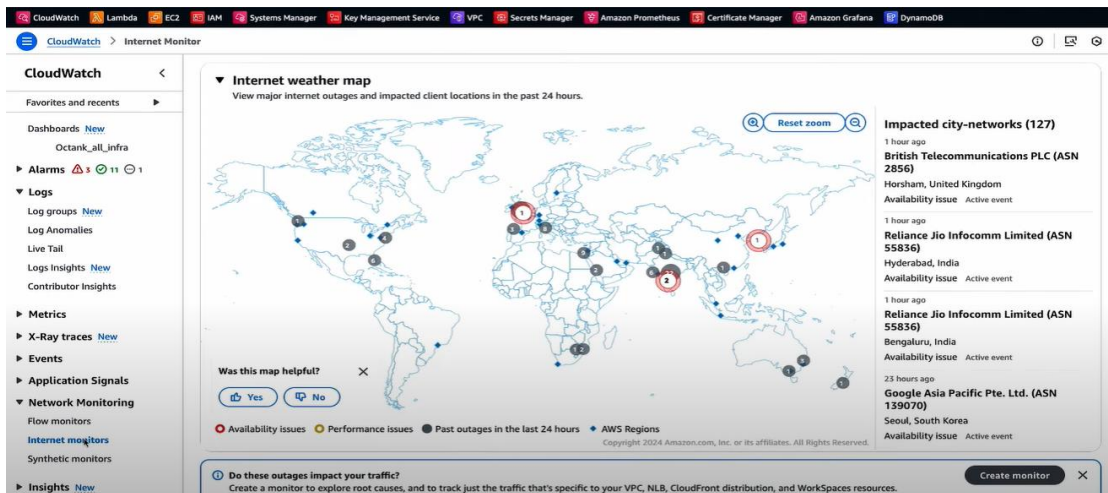 CloudWatch Lambda EC2 IAM Systems Manager Key Management Service VPC Secrets Manager Amazon Prometheus Certificate Manager Amazon Grafana DynamoDB
CloudWatch > Internet Monitor
CloudWatch
Favorites and recents
Dashboards New
Octank_all_infra
Alarms 3 11 1
Logs
Log groups New
Log Anomalies
Live Tail
Logs Insights New
Contributor Insights
Metrics
X-Ray traces New
Events
Application Signals
Network Monitoring
Flow monitors
Internet monitors
Synthetic monitors
Insights New
Internet weather map
View major internet outages and impacted client locations in the past 24 hours.
Reset zoom
Was this map helpful?
Yes No
Availability issues Performance issues Past outages in the last 24 hours AWS Regions
Copyright 2024 Amazon.com, Inc. or its affiliates. All Rights Reserved.
Impacted city-networks (127)
1 hour ago
British Telecommunications PLC (ASN
2856)
Horsham, United Kingdom
Availability issue Active event
1 hour ago
Reliance Jio Infocomm Limited (ASN
55836)
Hyderabad, India
Availability issue Active event
1 hour ago
Reliance Jio Infocomm Limited (ASN
55836)
Bengaluru, India
Availability issue Active event
23 hours ago
Google Asia Pacific Pte. Ltd. (ASN
139070)
Seoul, South Korea
Availability issue Active event
Do these outages impact your traffic?
Create a monitor to explore root causes, and to track just the traffic that's specific to your VPC, NLB, CloudFront distribution, and WorkSpaces resources.
Create monitor